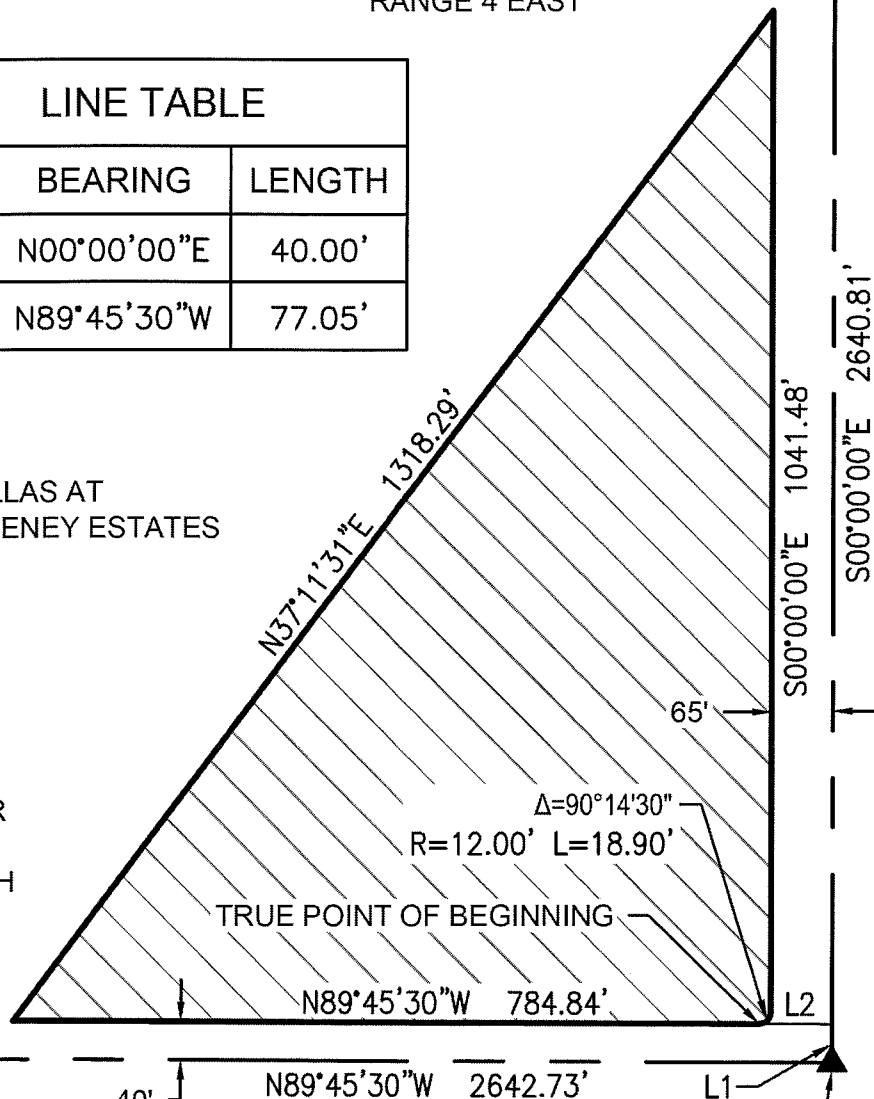 RANGE 4 EAST
LINE TABLE
BEARING LENGTH
N00°00'00"E 40.00'
N89°45'30"W 77.05'
S00°00'00"E 2640.81'
S00°00'00"E 1041.48'
N37°11'31"E 1318.29'
LLAS AT
ENEY ESTATES
65'
R
H
Δ=90°14'30"
R=12.00' L=18.90'
TRUE POINT OF BEGINNING
N89°45'30"W 784.84'
L2
N89°45'30"W 2642.73'
L1
40'